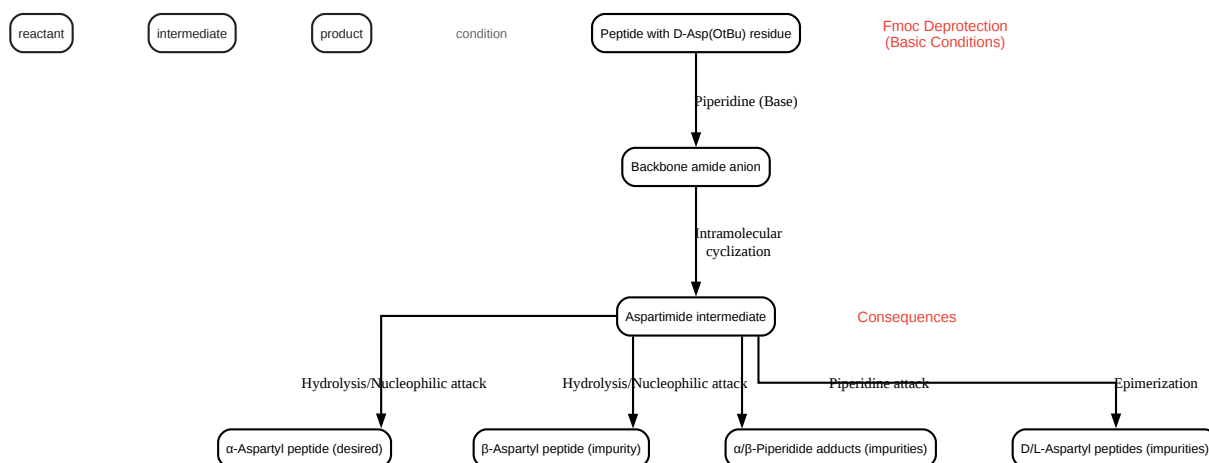 reactant
intermediate
product
condition
Peptide with D-Asp(OtBu) residue
Fmoc Deprotection
(Basic Conditions)
Piperidine (Base)
Backbone amide anion
Intramolecular
cyclization
Aspartimide intermediate
Consequences
Hydrolysis/Nucleophilic attack
Hydrolysis/Nucleophilic attack
Piperidine attack
Epimerization
α-Aspartyl peptide (desired)
β-Aspartyl peptide (impurity)
α/β-Piperidide adducts (impurities)
D/L-Aspartyl peptides (impurities)